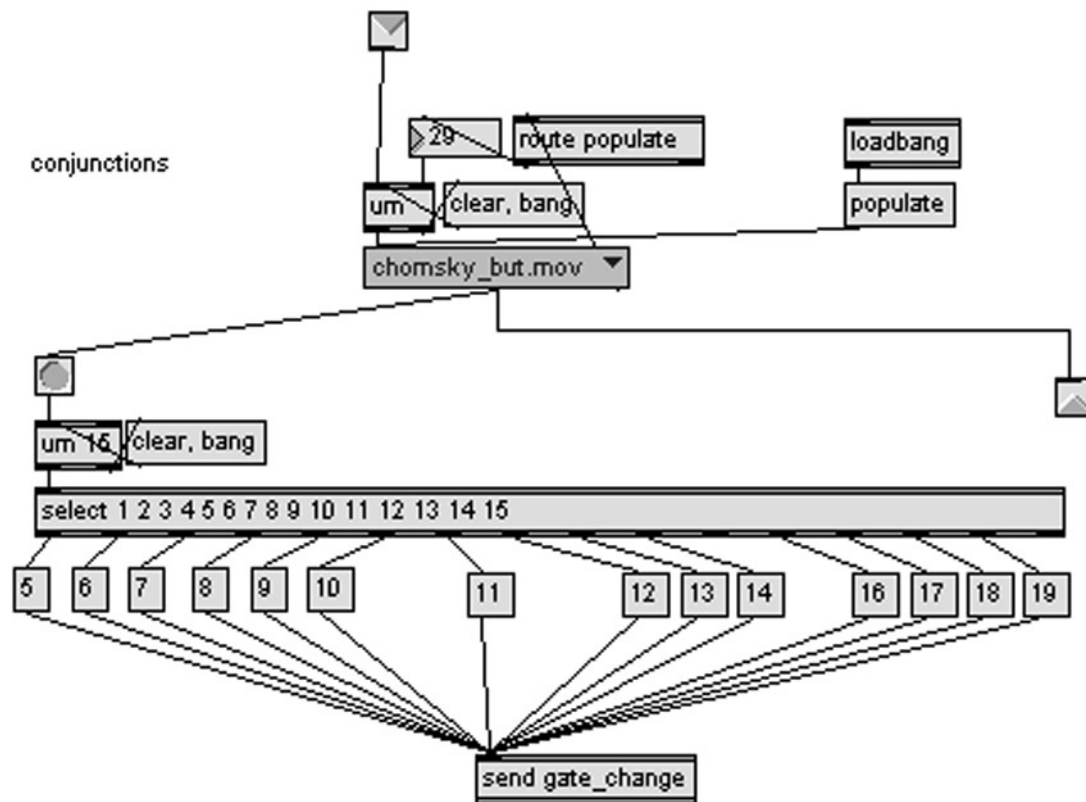 29
route populate
loadbang
conjunctions
um
clear, bang
populate
chomsky_but.mov
um 15
clear, bang
select 1 2 3 4 5 6 7 8 9 10 11 12 13 14 15
5
6
7
8
9
10
11
12
13
14
16
17
18
19
send gate_change